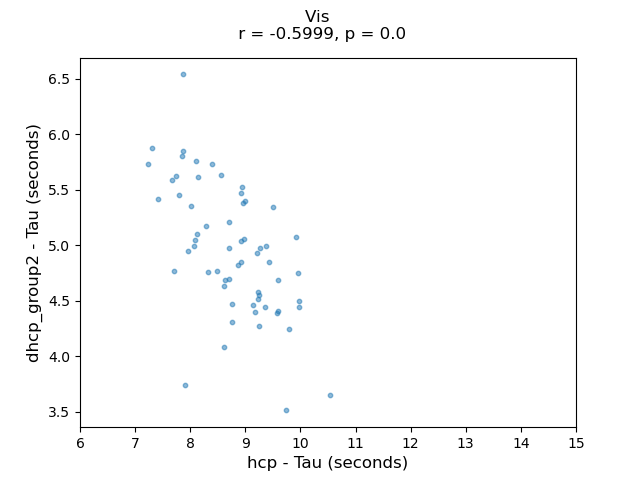 Vis
r = -0.5999, p = 0.0
6.5
6.0
5.5
5.0
4.5
4.0
3.5
dhcp_group2 - Tau (seconds)
6 7 8 9 10 11 12 13 14 15
hcp - Tau (seconds)